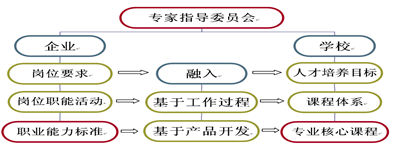 专家指导委员会
企业
学校
岗位要求
融入
人才培养目标
岗位职能活动
基于工作过程
课程体系
职业能力标准
基于产品开发
专业核心课程